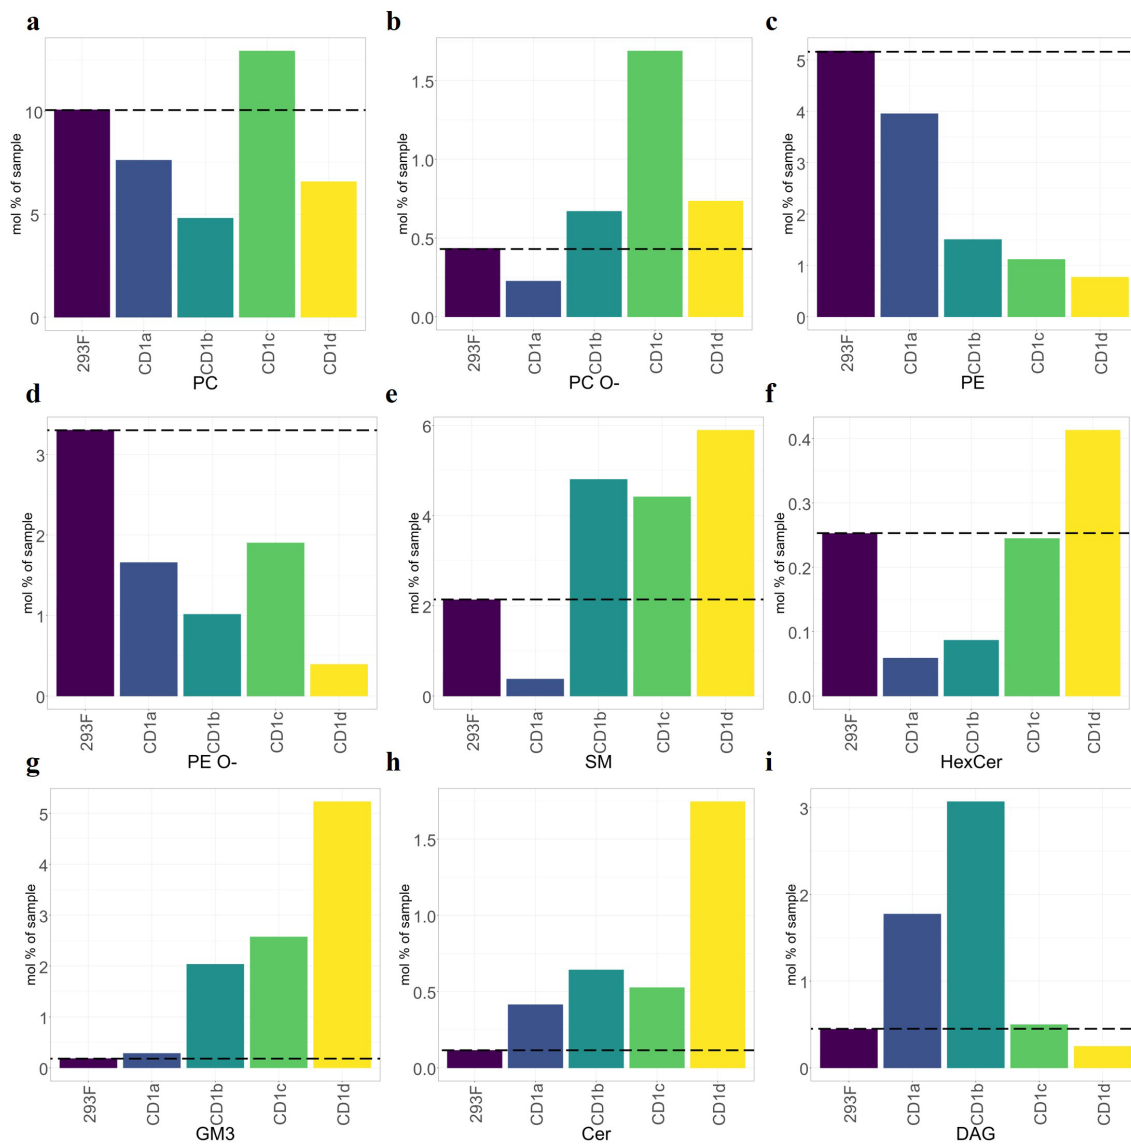 a
mol % of sample
10
5
0
293F
CD1a
CD1b
CD1c
CD1d
PC
b
mol % of sample
1.5
1.0
0.5
0.0
293F
CD1a
CD1b
CD1c
CD1d
PC O-
c
mol % of sample
5
4
3
2
1
0
293F
CD1a
CD1b
CD1c
CD1d
PE
d
mol % of sample
3
2
1
0
293F
CD1a
CD1b
CD1c
CD1d
PE O-
e
mol % of sample
6
4
2
0
293F
CD1a
CD1b
CD1c
CD1d
SM
f
mol % of sample
0.4
0.3
0.2
0.1
0.0
293F
CD1a
CD1b
CD1c
CD1d
HexCer
g
mol % of sample
5
4
3
2
1
0
293F
CD1a
CD1b
CD1c
CD1d
GM3
h
mol % of sample
1.5
1.0
0.5
0.0
293F
CD1a
CD1b
CD1c
CD1d
Cer
i
mol % of sample
3
2
1
0
293F
CD1a
CD1b
CD1c
CD1d
DAG